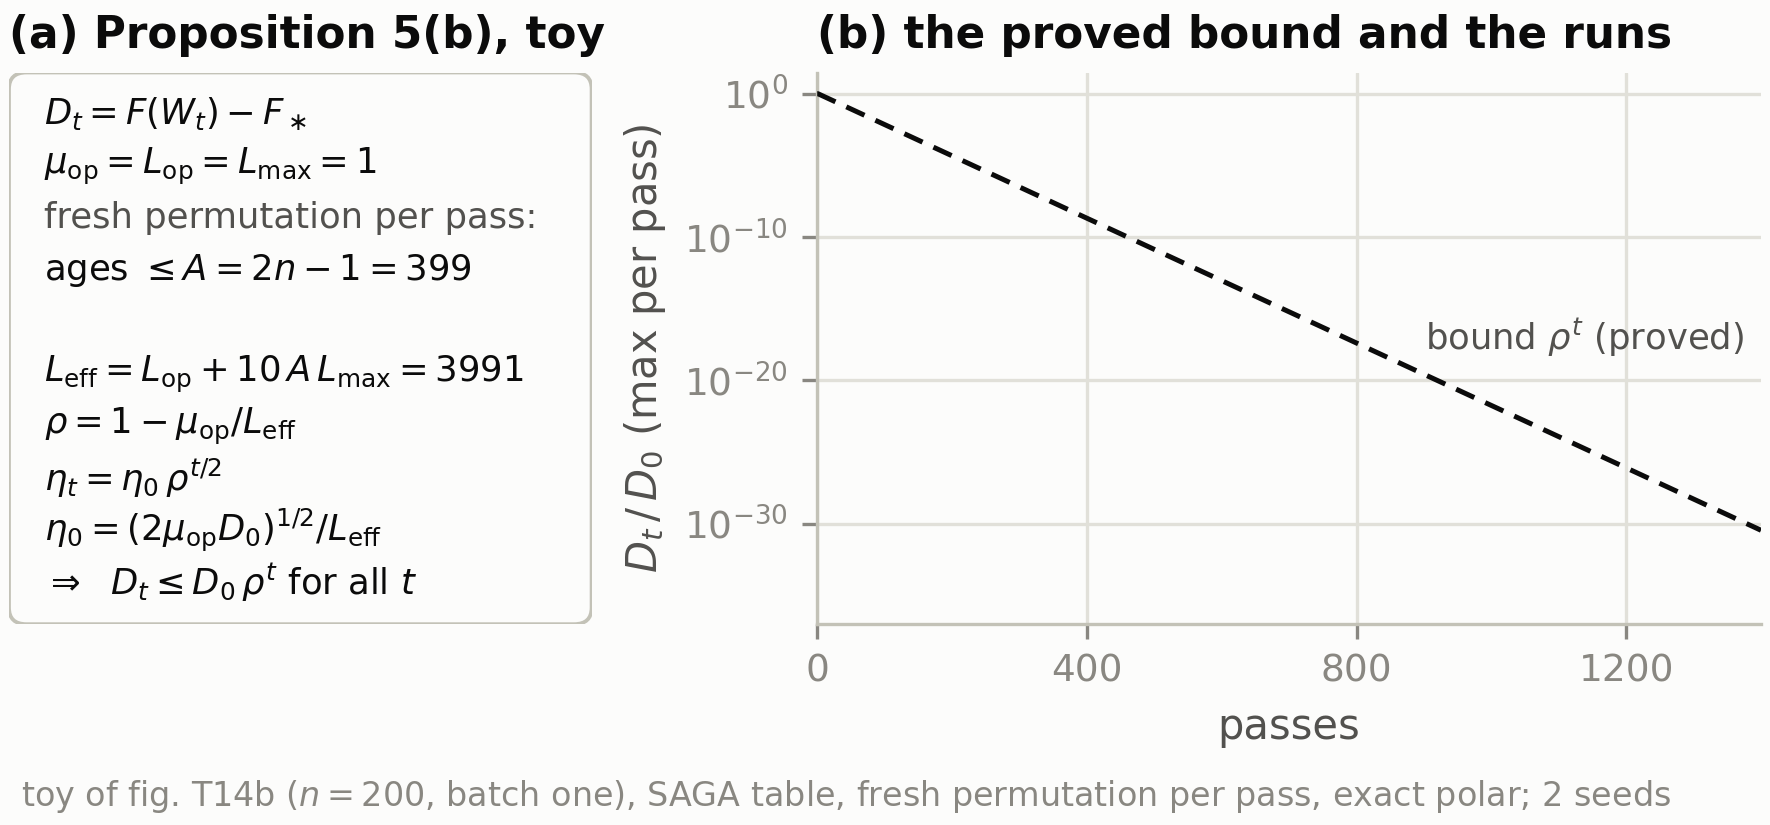 (a) Proposition 5(b), toy
D_t = F(W_t) − F_∗
μ_op = L_op = L_max = 1
fresh permutation per pass:
ages ≤ A = 2n − 1 = 399
L_eff = L_op + 10 A L_max = 3991
ρ = 1 − μ_op/L_eff
η_t = η_0 ρ^{t/2}
η_0 = (2μ_op D_0)^{1/2}/L_eff
⇒ D_t ≤ D_0 ρ^t for all t
(b) the proved bound and the runs
D_t / D_0 (max per pass)
10^0
10^{−10}
10^{−20}
10^{−30}
bound ρ^t (proved)
0 400 800 1200
passes
toy of fig. T14b (n = 200, batch one), SAGA table, fresh permutation per pass, exact polar; 2 seeds